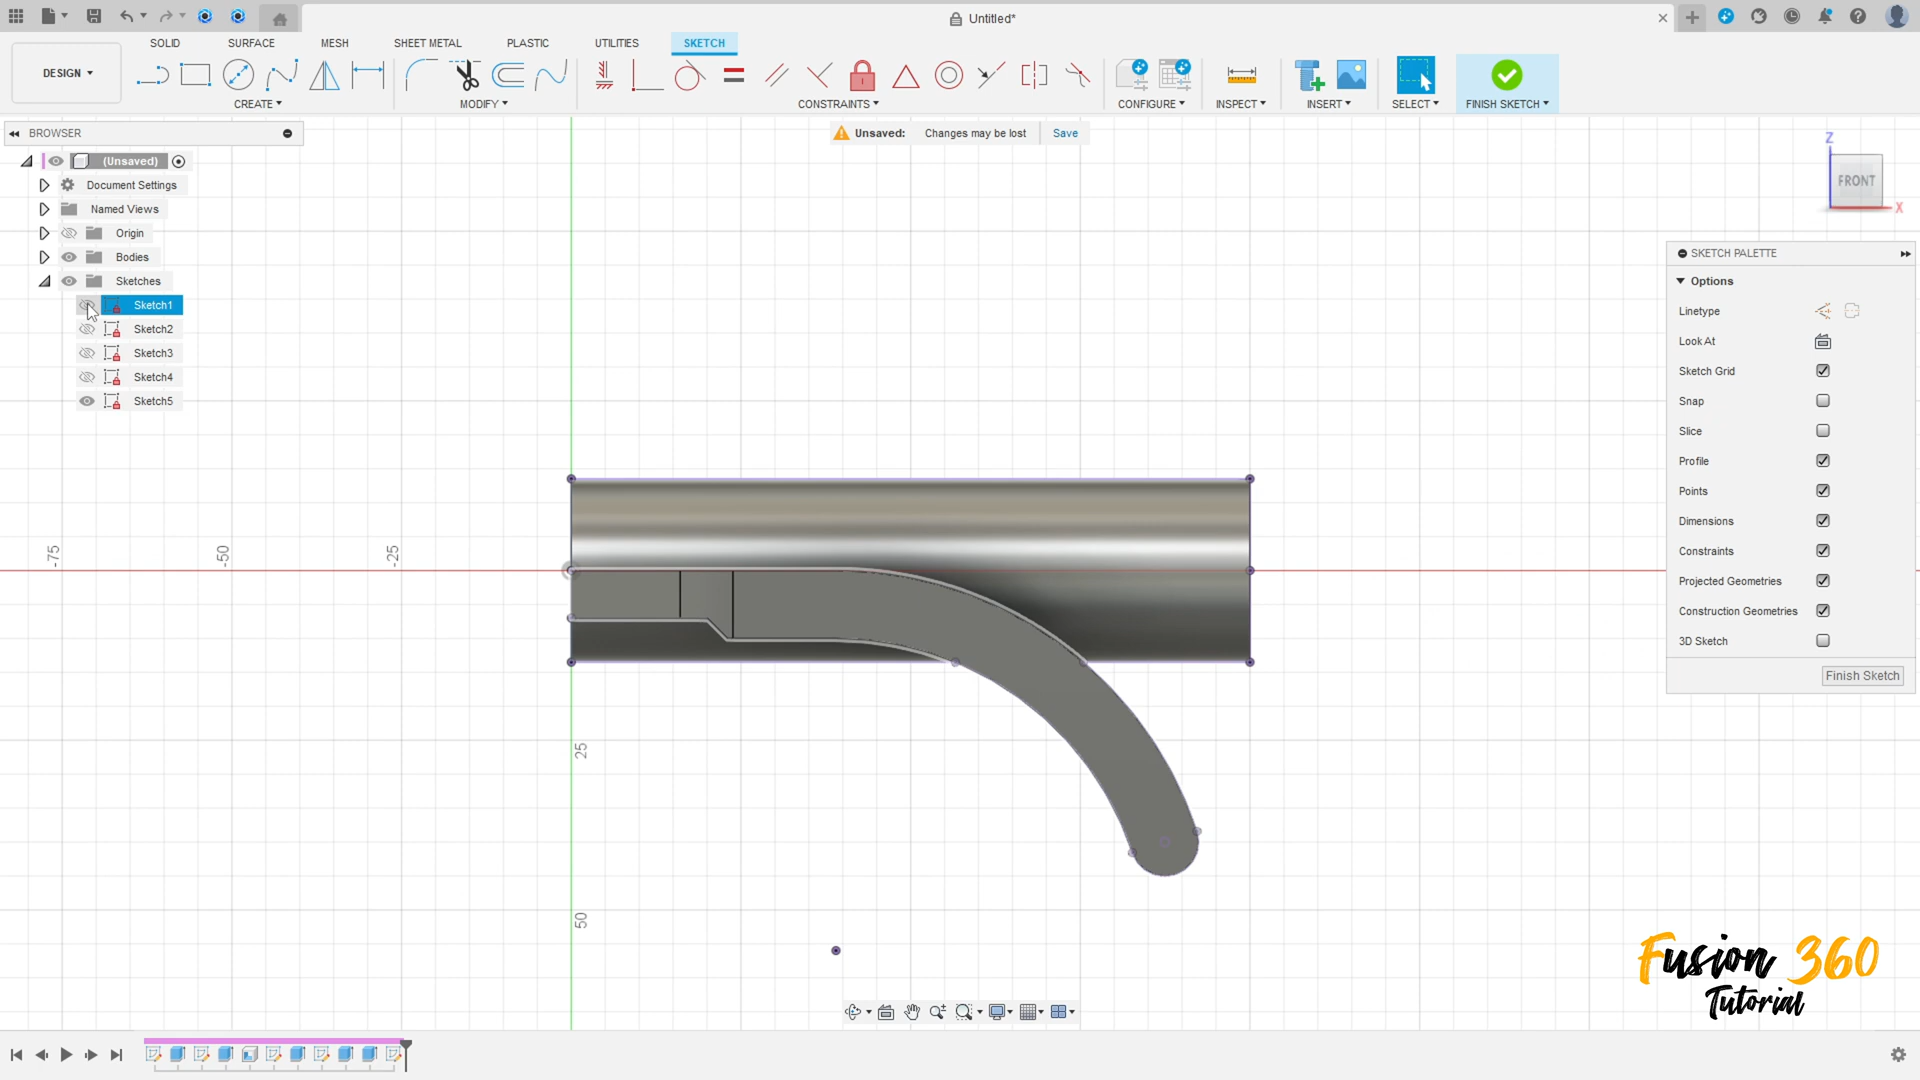 Untitled*
SOLID SURFACE MESH SHEET METAL PLASTIC UTILITIES SKETCH
DESIGN
CREATE MODIFY CONSTRAINTS CONFIGURE INSPECT INSERT SELECT FINISH SKETCH
BROWSER
Unsaved: Changes may be lost Save
(Unsaved)
Document Settings
Named Views
Origin
Bodies
Sketches
Sketch1
Sketch2
Sketch3
Sketch4
Sketch5
Z
FRONT
X
SKETCH PALETTE
Options
Linetype
Look At
Sketch Grid
Snap
Slice
Profile
Points
Dimensions
Constraints
Projected Geometries
Construction Geometries
3D Sketch
Finish Sketch
-75
-50
-25
25
50
Fusion 360
Tutorial